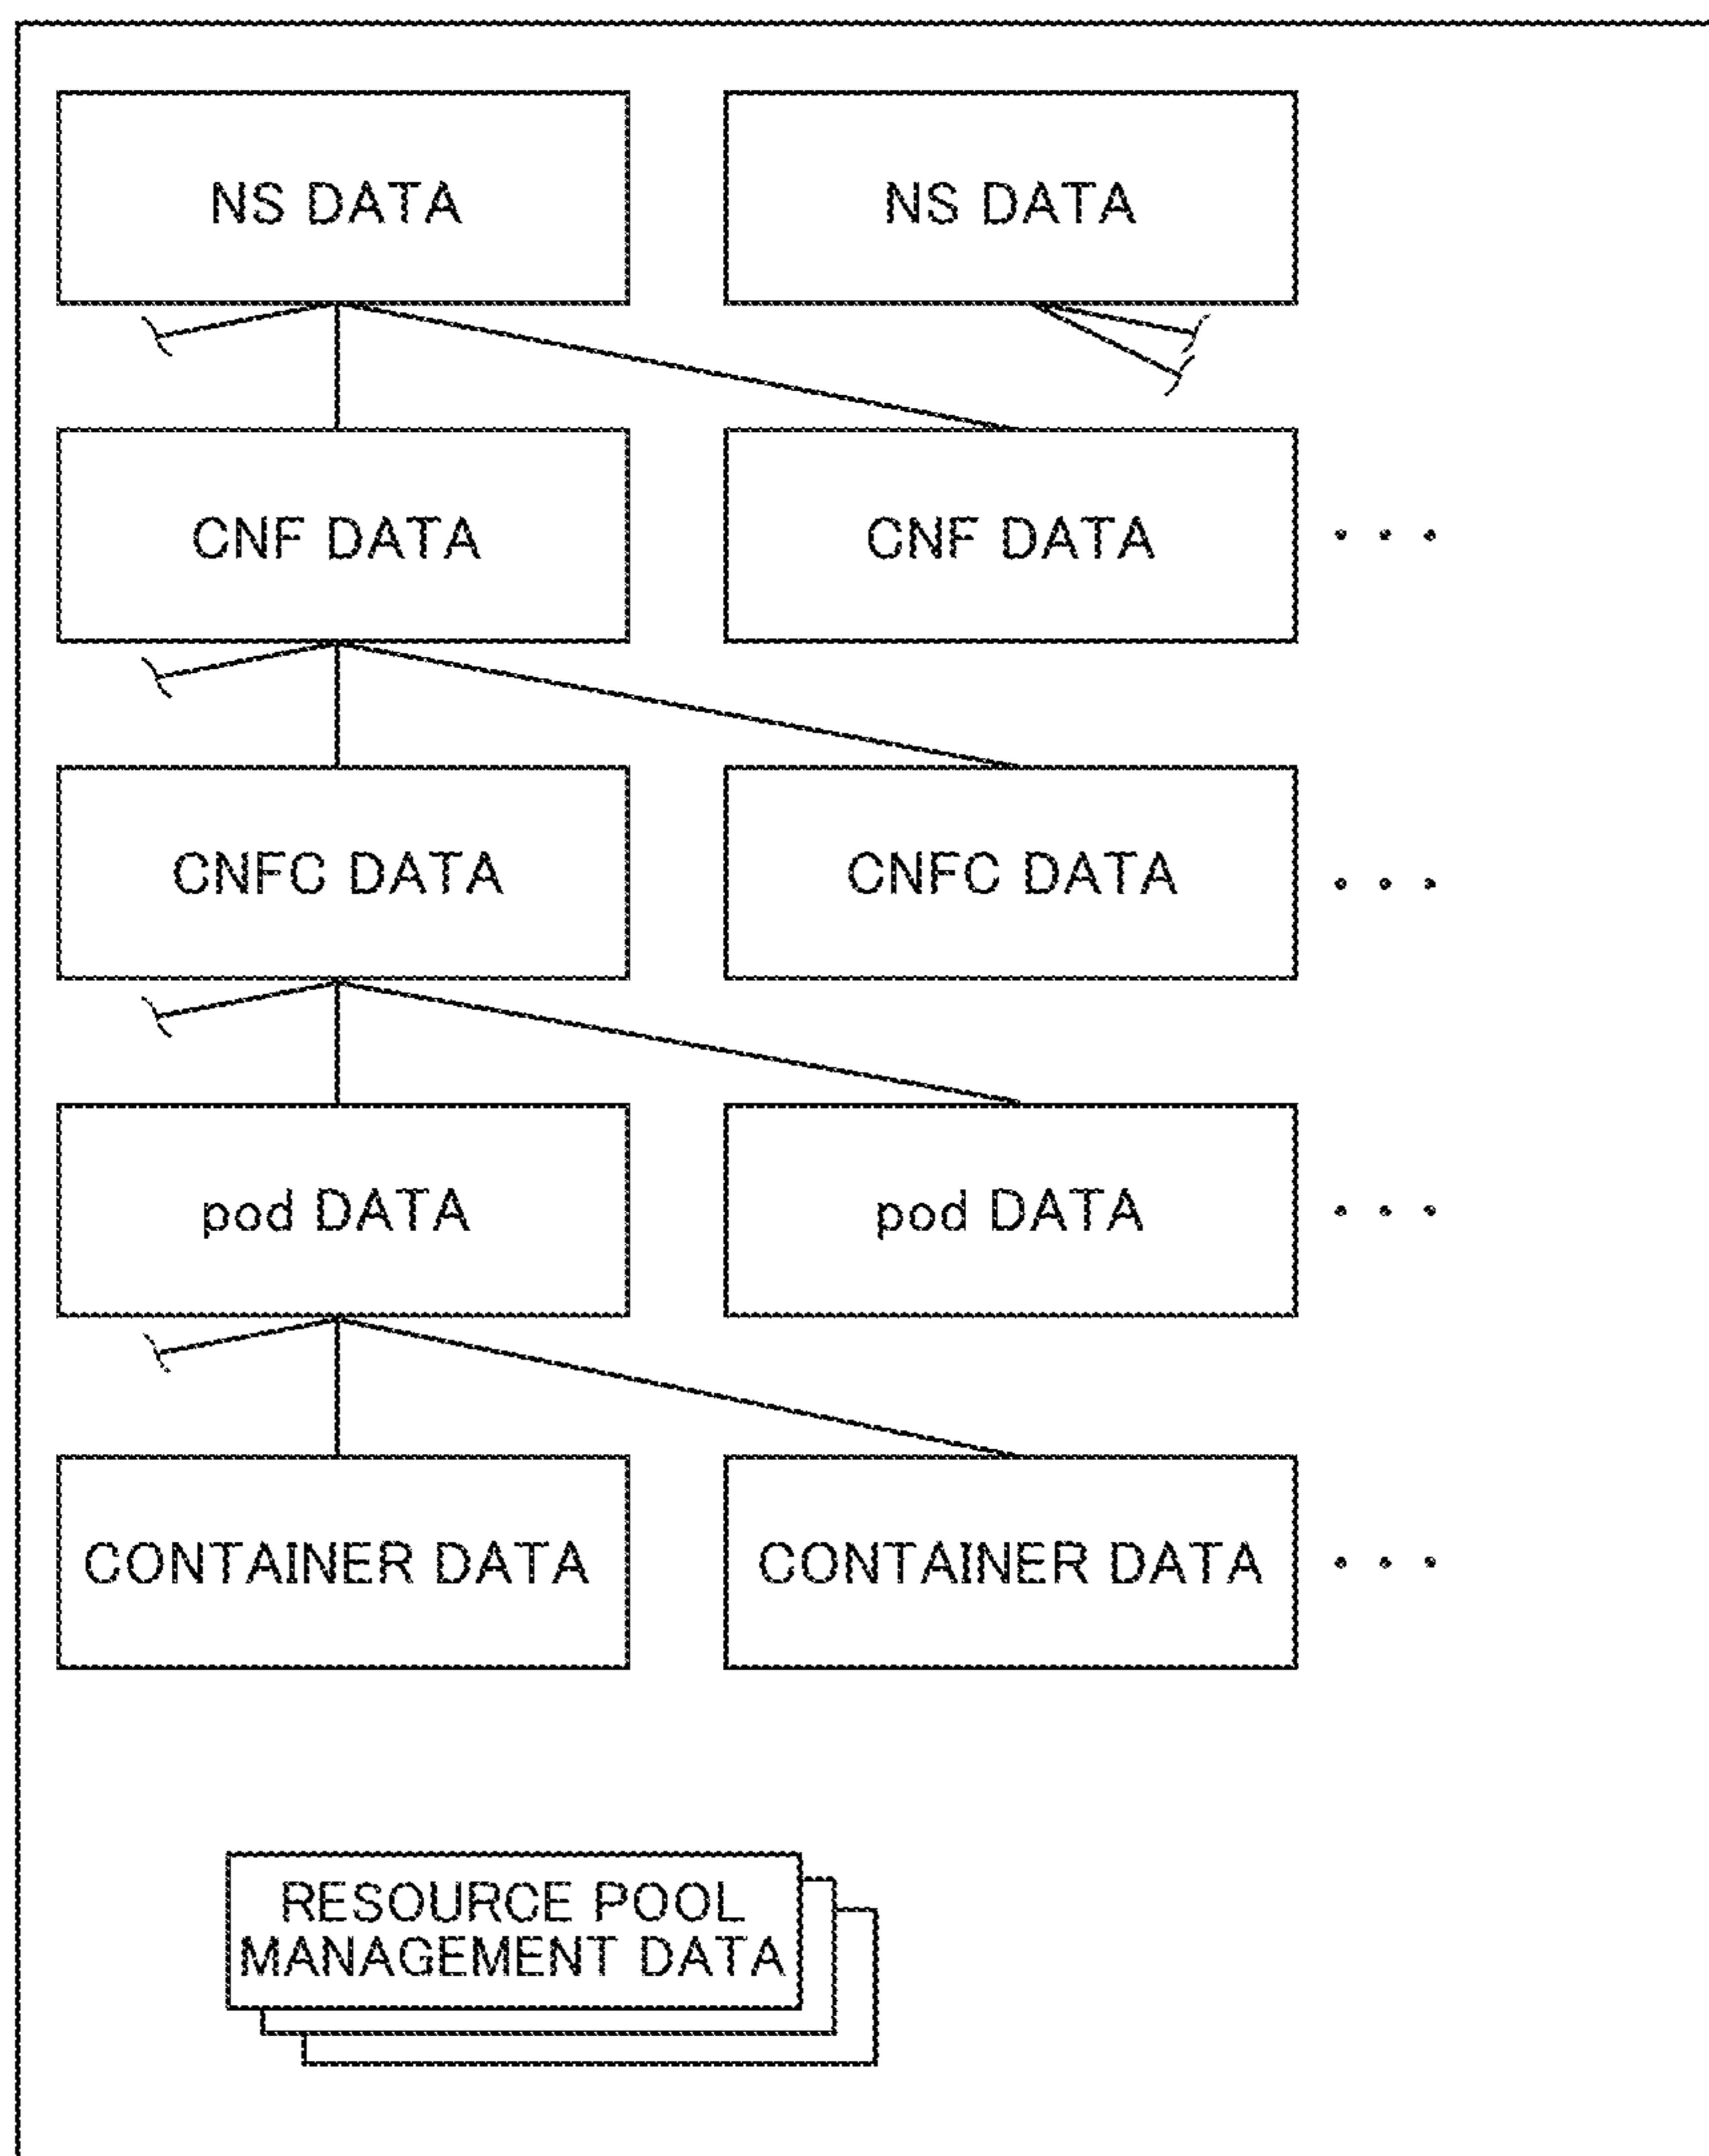 NS DATA NS DATA
CNF DATA CNF DATA ...
CNFC DATA CNFC DATA ...
pod DATA pod DATA ...
CONTAINER DATA CONTAINER DATA ...
RESOURCE POOL
MANAGEMENT DATA